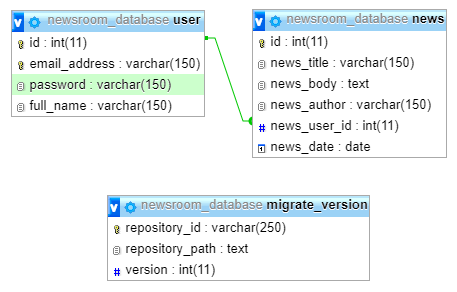 newsroom_database user
id : int(11)
email_address : varchar(150)
password : varchar(150)
full_name : varchar(150)
newsroom_database news
id : int(11)
news_title : varchar(150)
news_body : text
news_author : varchar(150)
# news_user_id : int(11)
news_date : date
newsroom_database migrate_version
repository_id : varchar(250)
repository_path : text
# version : int(11)